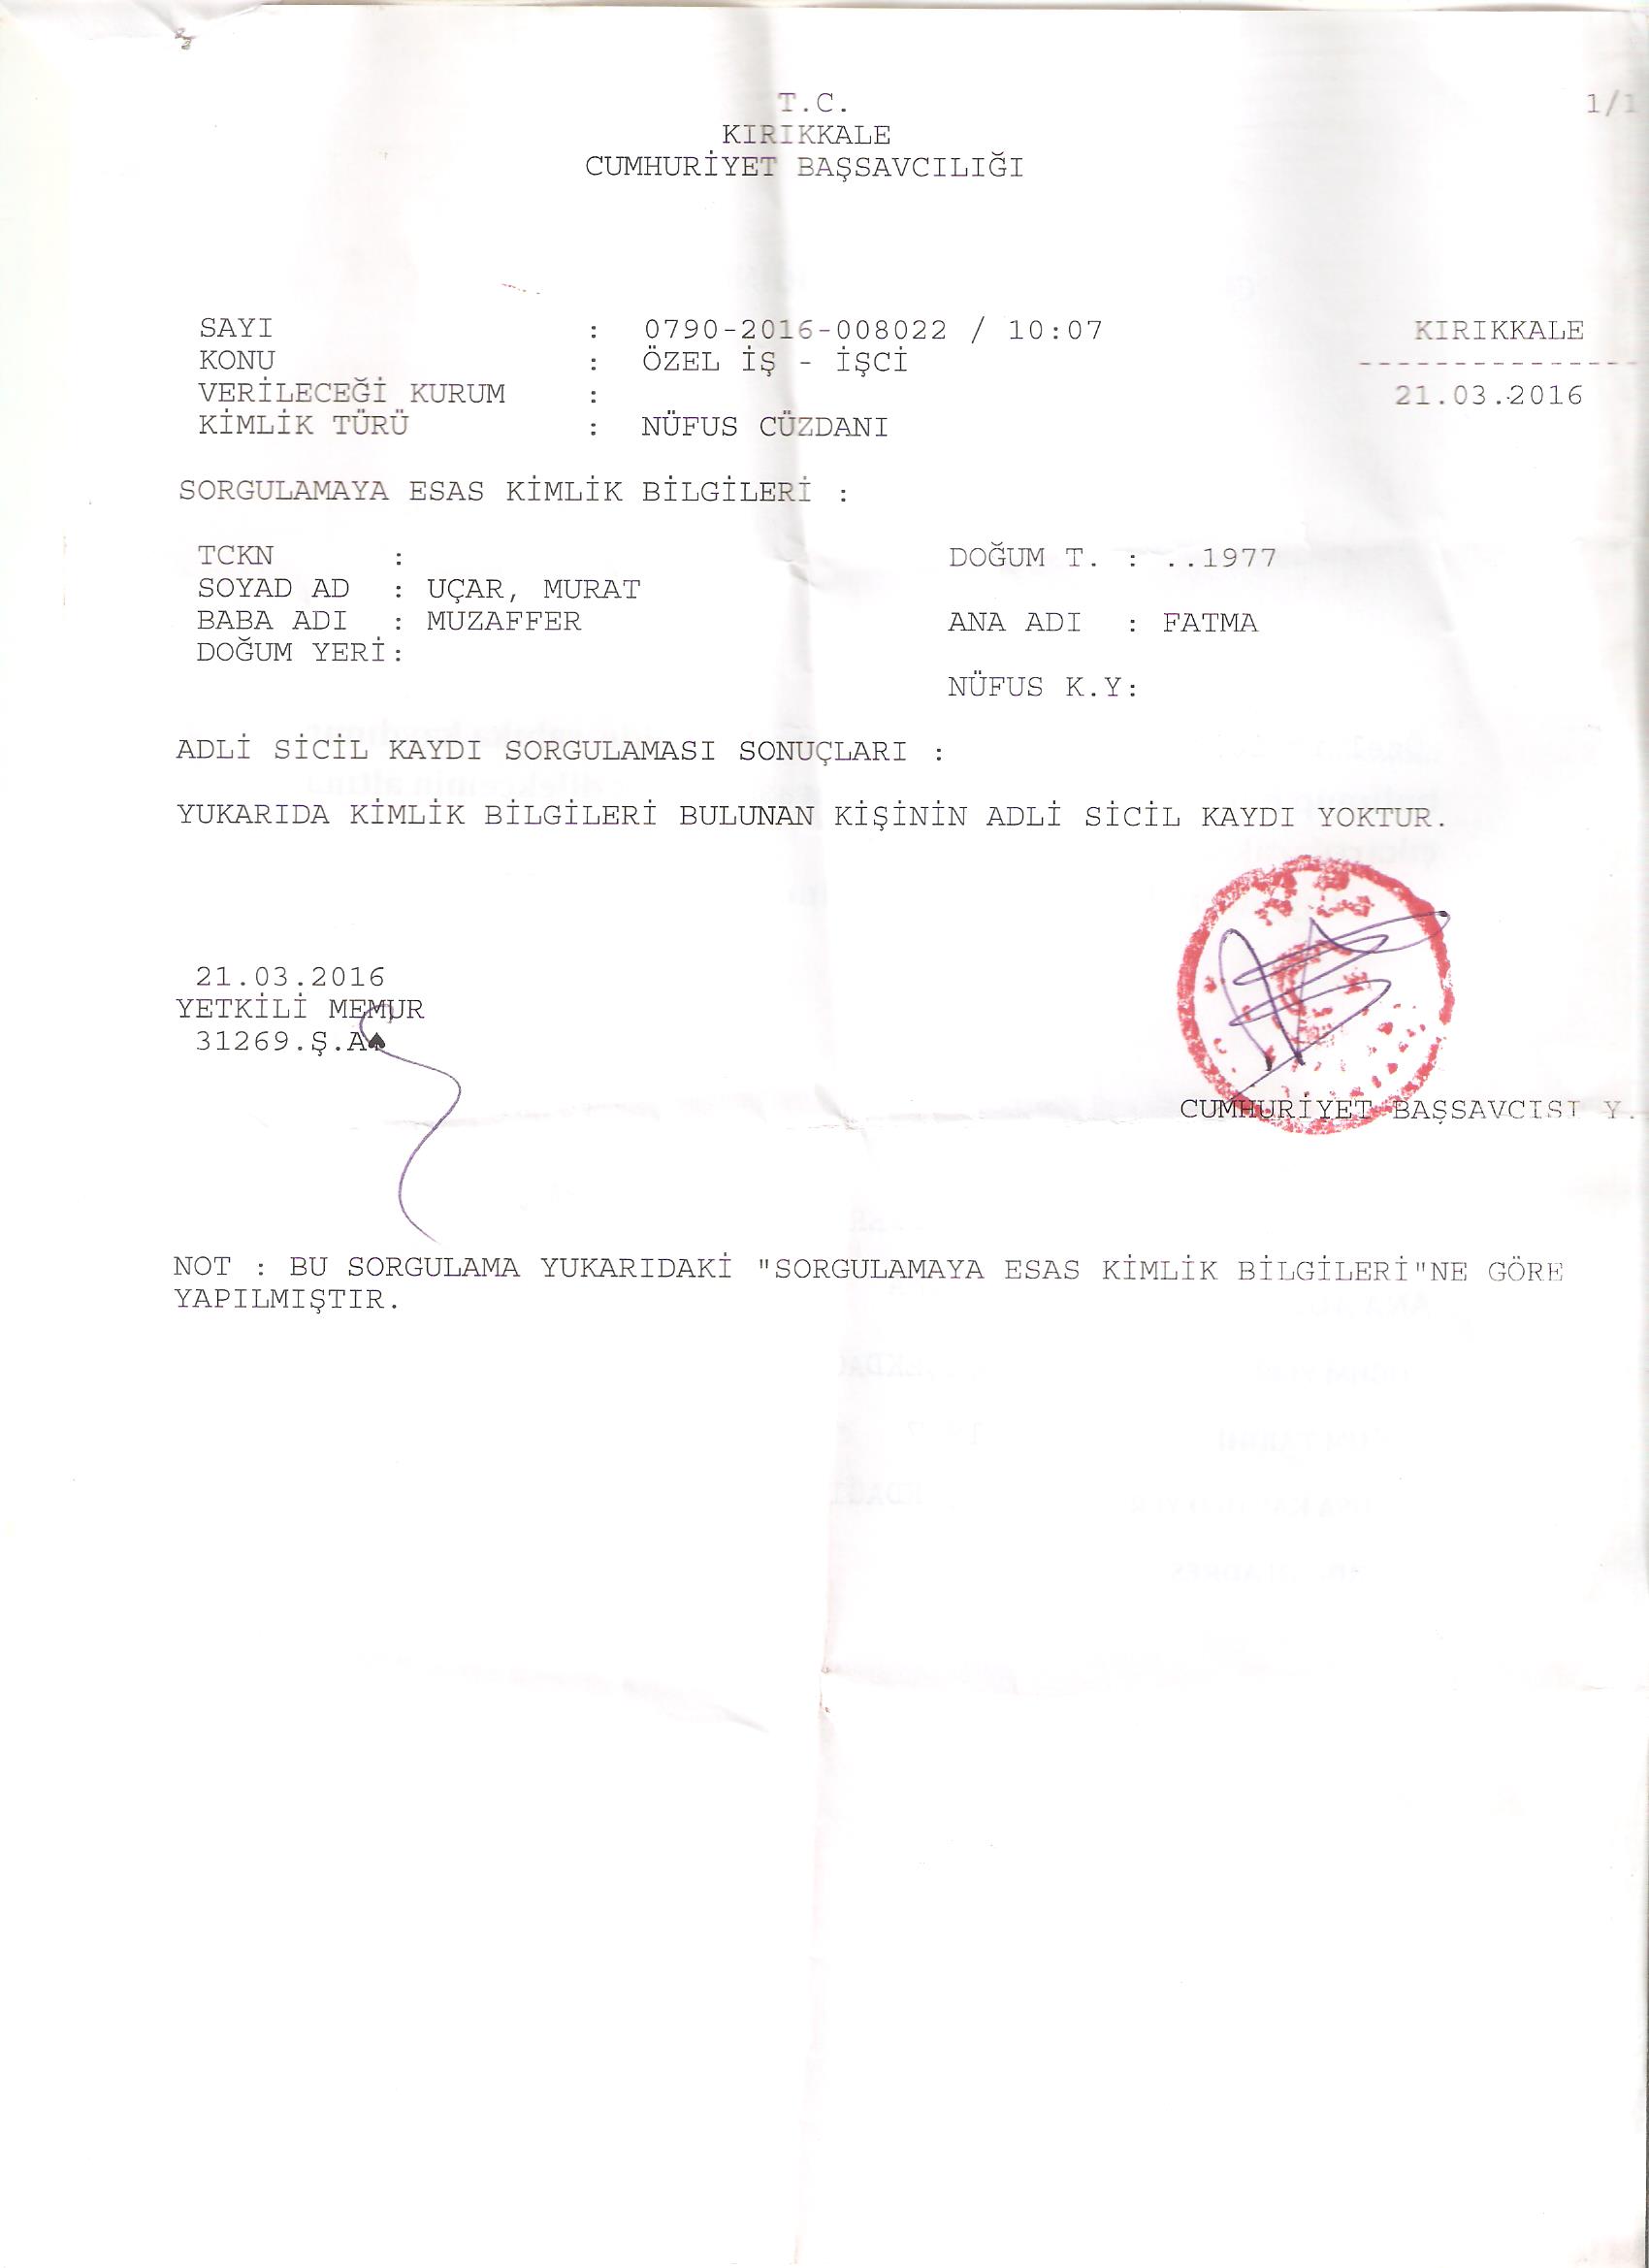 T.C.
1/1
KIRIKKALE
CUMHURİYET BAŞSAVCILIĞI
SAYI : 0790-2016-008022 / 10:07 KIRIKKALE
KONU : ÖZEL İŞ - İŞCİ --------------
VERİLECEĞİ KURUM : 21.03.2016
KİMLİK TÜRÜ : NÜFUS CÜZDANI
SORGULAMAYA ESAS KİMLİK BİLGİLERİ :
TCKN : DOĞUM T. : ..1977
SOYAD AD : UÇAR, MURAT
BABA ADI : MUZAFFER ANA ADI : FATMA
DOĞUM YERİ:
NÜFUS K.Y:
ADLİ SİCİL KAYDI SORGULAMASI SONUÇLARI :
YUKARIDA KİMLİK BİLGİLERİ BULUNAN KİŞİNİN ADLİ SİCİL KAYDI YOKTUR.
21.03.2016
YETKİLİ MEMUR
31269.Ş.A♠
CUMHURİYET BAŞSAVCISI Y.
NOT : BU SORGULAMA YUKARIDAKİ "SORGULAMAYA ESAS KİMLİK BİLGİLERİ"NE GÖRE
YAPILMIŞTIR.